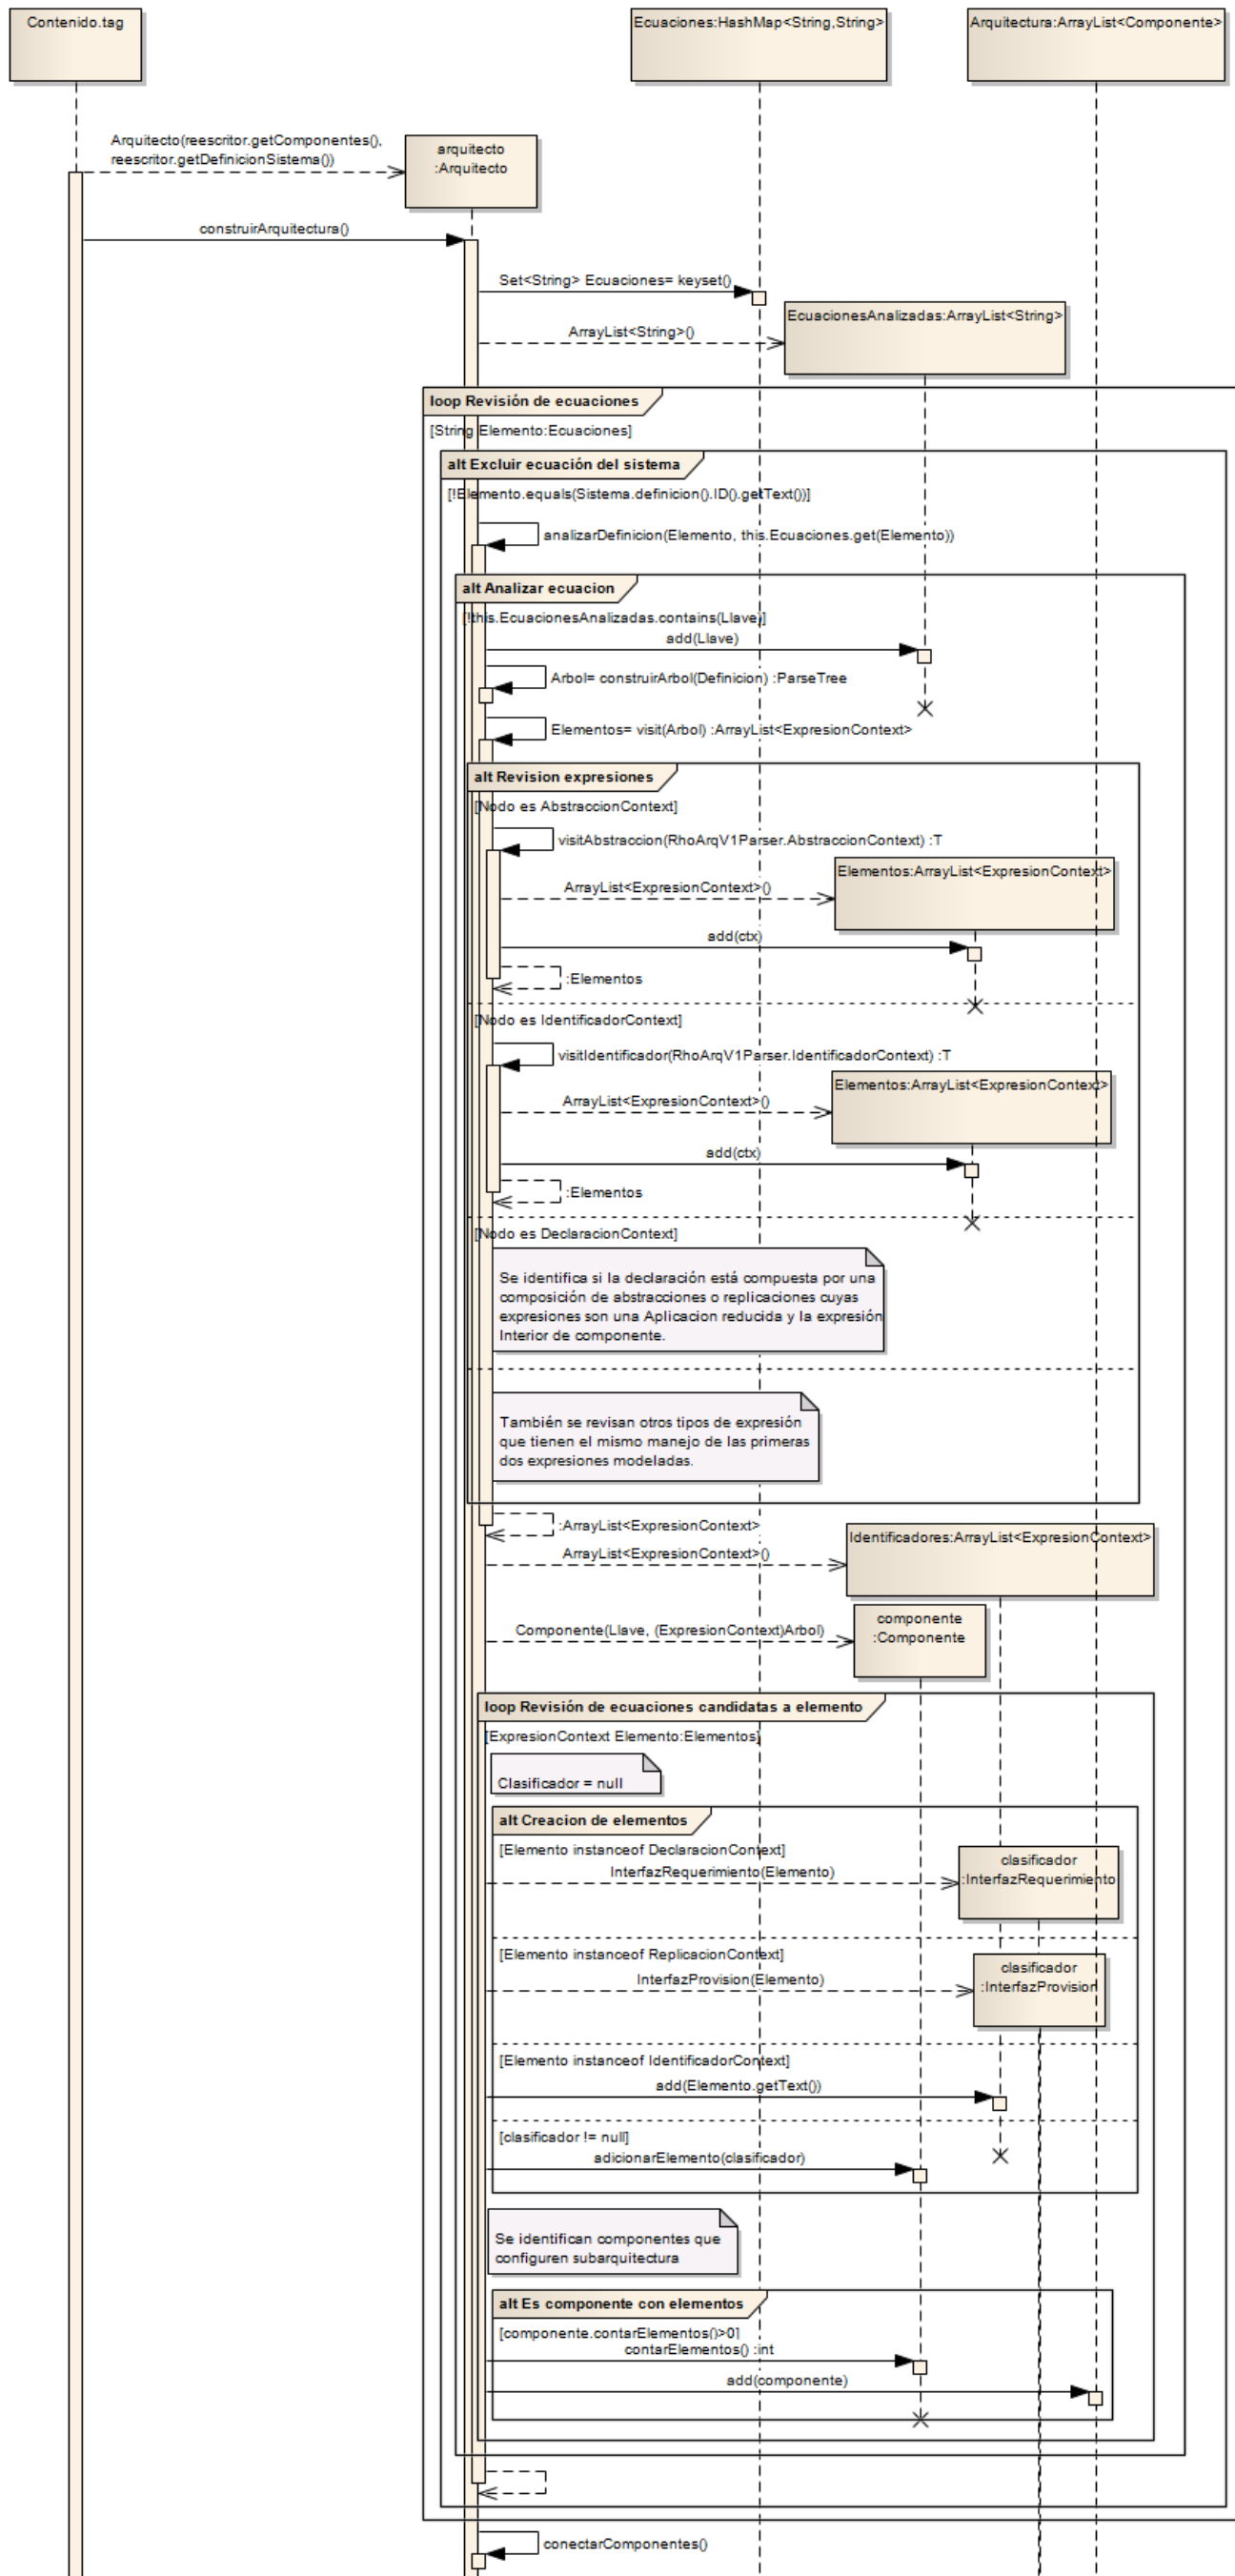 Contenido.tag
Ecuaciones:HashMap<String,String>
Arquitectura:ArrayList<Componente>
Arquitecto(reescritor.getComponentes(),
reescritor.getDefinicionSistema())
arquitecto
:Arquitecto
construirArquitectura()
Set<String> Ecuaciones= keyset()
EcuacionesAnalizadas:ArrayList<String>
ArrayList<String>()
loop Revisión de ecuaciones
[String Elemento:Ecuaciones]
alt Excluir ecuación del sistema
[!Elemento.equals(Sistema.definicion().ID().getText())]
analizarDefinicion(Elemento, this.Ecuaciones.get(Elemento))
alt Analizar ecuacion
[!this.EcuacionesAnalizadas.contains(Llave)]
add(Llave)
Arbol= construirArbol(Definicion) :ParseTree
Elementos= visit(Arbol) :ArrayList<ExpresionContext>
alt Revision expresiones
[Nodo es AbstraccionContext]
visitAbstraccion(RhoArqV1Parser.AbstraccionContext) :T
Elementos:ArrayList<ExpresionContext>
ArrayList<ExpresionContext>()
add(ctx)
:Elementos
[Nodo es IdentificadorContext]
visitIdentificador(RhoArqV1Parser.IdentificadorContext) :T
Elementos:ArrayList<ExpresionContext>
ArrayList<ExpresionContext>()
add(ctx)
:Elementos
[Nodo es DeclaracionContext]
Se identifica si la declaración está compuesta por una
composición de abstracciones o replicaciones cuyas
expresiones son una Aplicacion reducida y la expresión
Interior de componente.
También se revisan otros tipos de expresión
que tienen el mismo manejo de las primeras
dos expresiones modeladas.
:ArrayList<ExpresionContext>
Identificadores:ArrayList<ExpresionContext>
ArrayList<ExpresionContext>()
componente
:Componente
Componente(Llave, (ExpresionContext)Arbol)
loop Revisión de ecuaciones candidatas a elemento
[ExpresionContext Elemento:Elementos]
Clasificador = null
alt Creacion de elementos
[Elemento instanceof DeclaracionContext]
clasificador
:InterfazRequerimiento
InterfazRequerimiento(Elemento)
[Elemento instanceof ReplicacionContext]
clasificador
:InterfazProvision
InterfazProvision(Elemento)
[Elemento instanceof IdentificadorContext]
add(Elemento.getText())
[clasificador != null]
adicionarElemento(clasificador)
Se identifican componentes que
configuren subarquitectura
alt Es componente con elementos
[componente.contarElementos()>0]
contarElementos() :int
add(componente)
conectarComponentes()